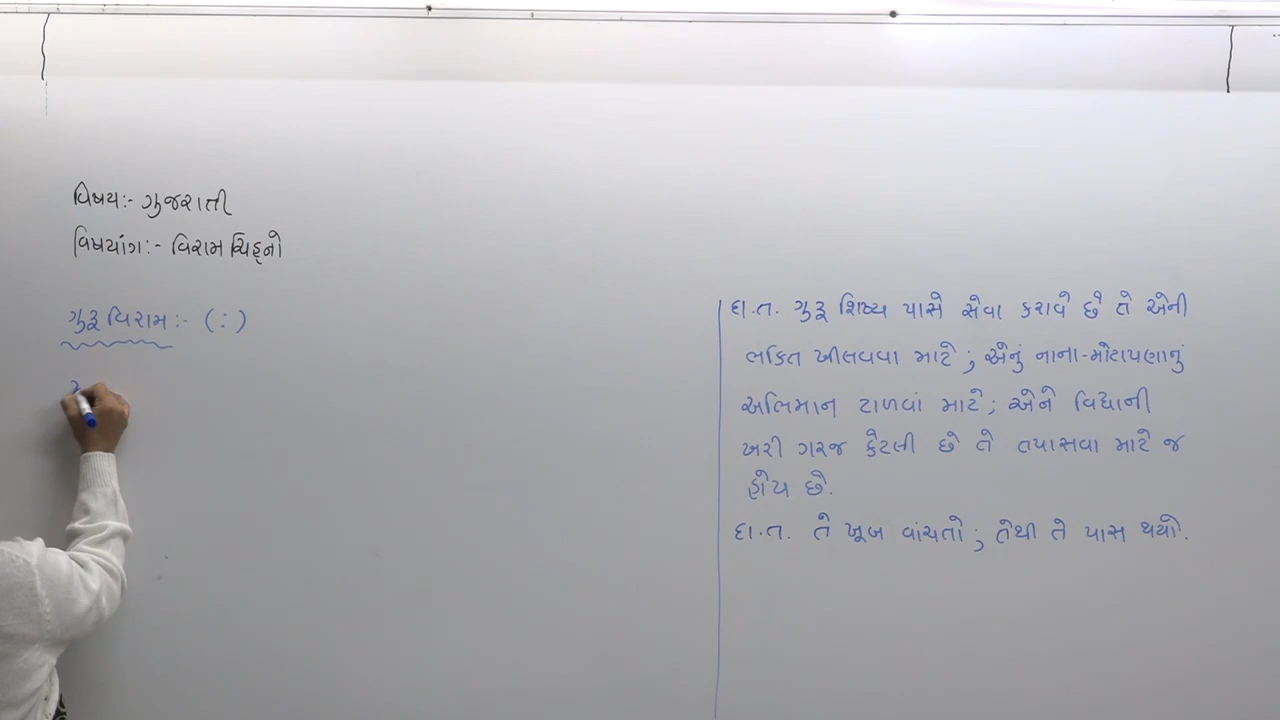 વિષય:- ગુજરાતી
વિષયાંગ:- વિરામ ચિહ્નો
ગુરૂ વિરામ:- (:)
દા.ત. ગુરૂ શિષ્ય પાસે સેવા કરાવે છે તે એની
ભકિત ખીલવવા માટે; એનું નાના-મોટાપણાનું
અભિમાન ટાળવાં માટે; એને વિદ્યાની
ખરી ગરજ કેટલી છે તે તપાસવા માટે જ
હોય છે.
દા.ત. તે ખૂબ વાંચતો; તેથી તે પાસ થયો.